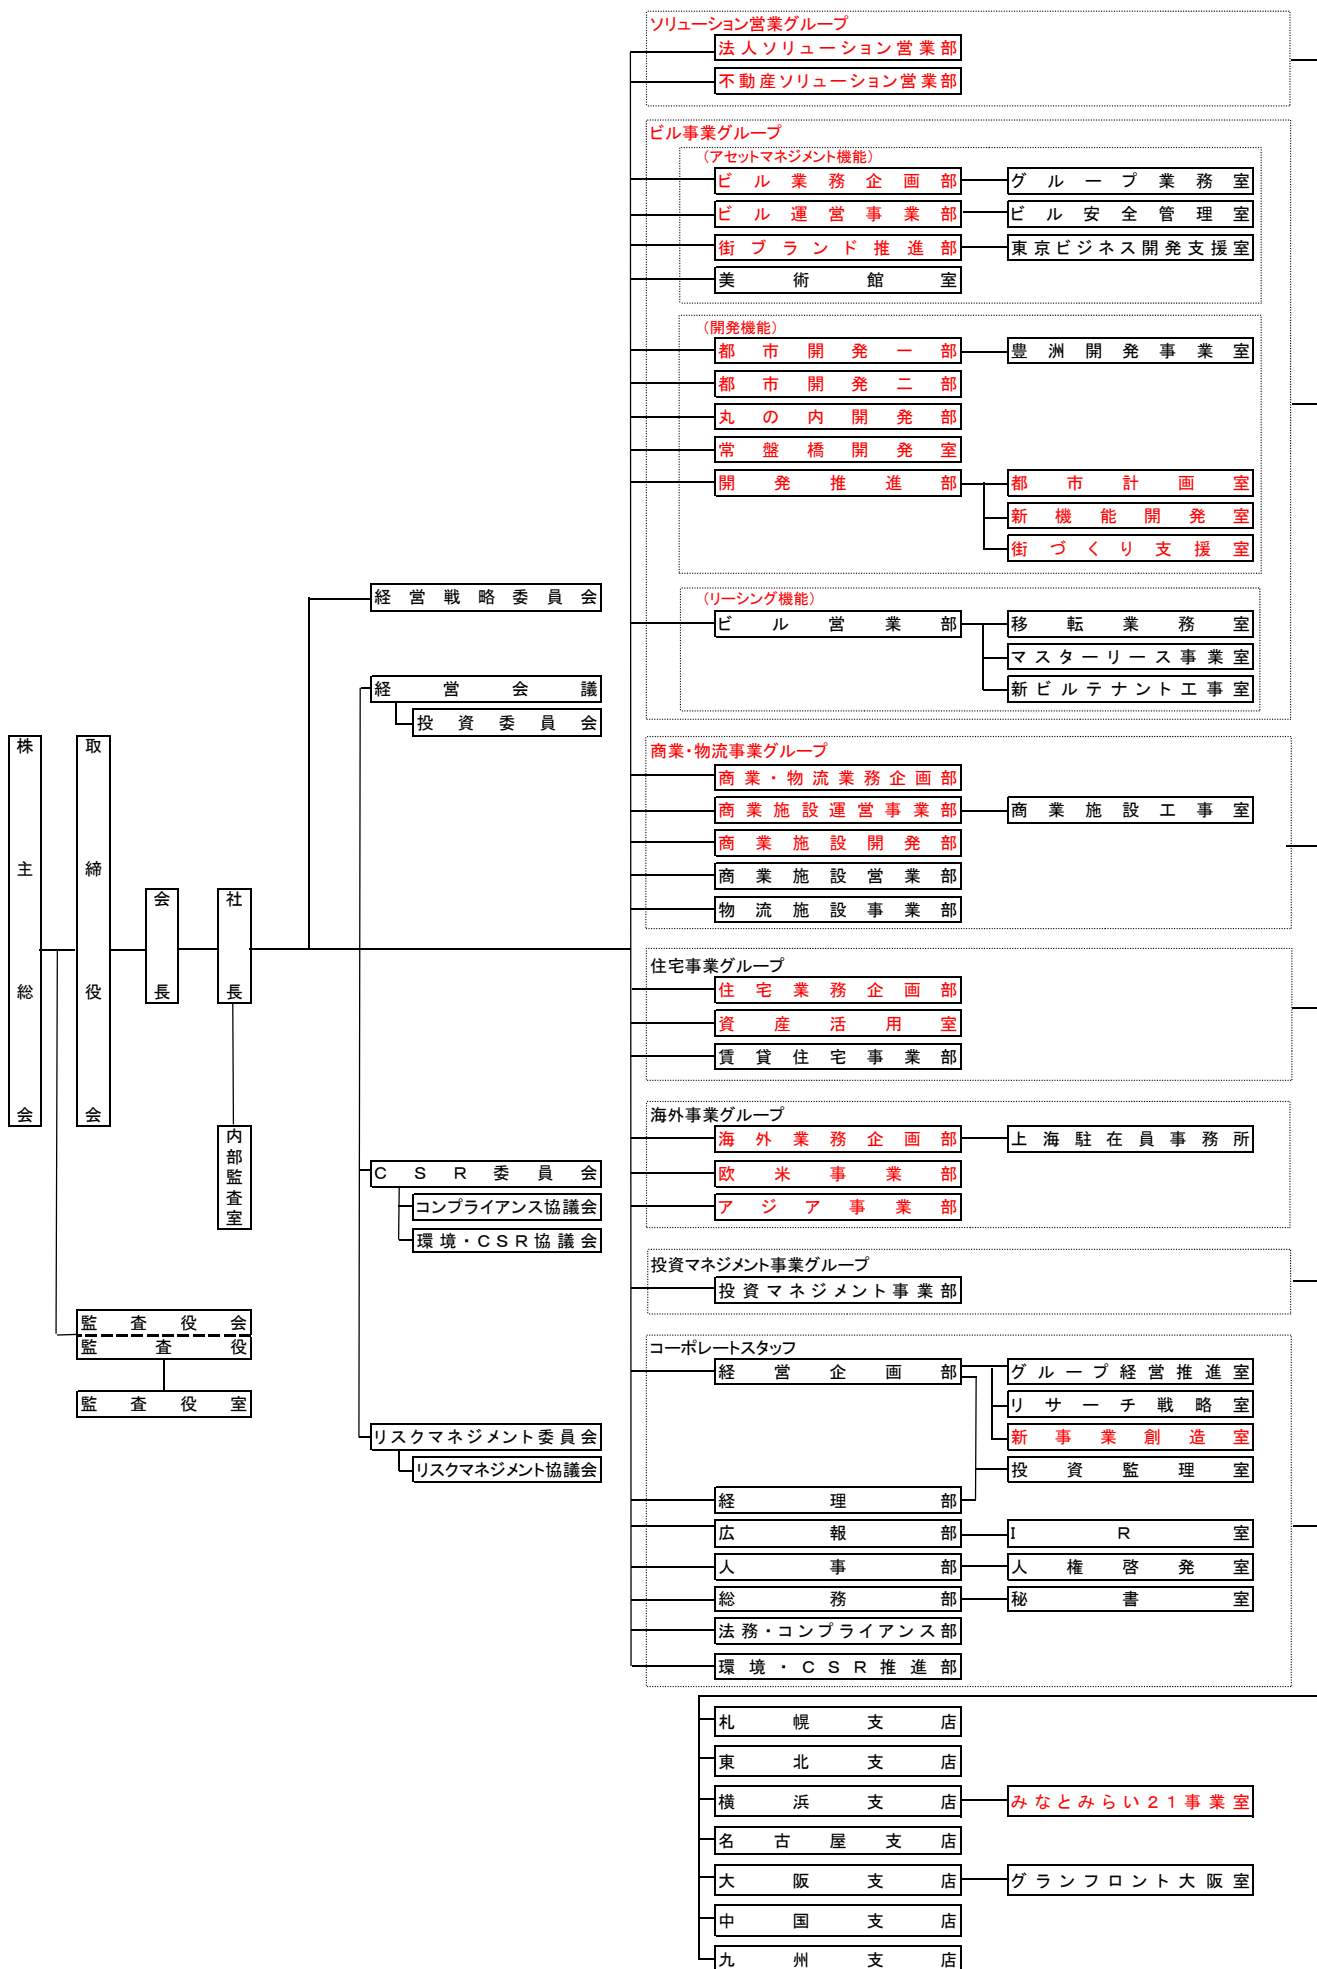 ソリューション営業グループ
法人ソリューション営業部
不動産ソリューション営業部
ビル事業グループ
（アセットマネジメント機能）
ビル業務企画部
グループ業務室
ビル運営事業部
ビル安全管理室
街ブランド推進部
東京ビジネス開発支援室
美術館室
（開発機能）
都市開発一部
豊洲開発事業室
都市開発二部
丸の内開発部
常盤橋開発室
開発推進部
都市計画室
新機能開発室
街づくり支援室
（リーシング機能）
ビル営業部
移転業務室
マスターリース事業室
新ビルテナント工事室
経営戦略委員会
経営会議
投資委員会
株主総会
取締役会
会長
社長
内部監査室
商業・物流事業グループ
商業・物流業務企画部
商業施設運営事業部
商業施設工事室
商業施設開発部
商業施設営業部
物流施設事業部
住宅事業グループ
住宅業務企画部
資産活用室
賃貸住宅事業部
海外事業グループ
海外業務企画部
上海駐在員事務所
欧米事業部
アジア事業部
CSR委員会
コンプライアンス協議会
環境・CSR協議会
投資マネジメント事業グループ
投資マネジメント事業部
監査役会
監査役
監査役室
リスクマネジメント委員会
リスクマネジメント協議会
コーポレートスタッフ
経営企画部
グループ経営推進室
リサーチ戦略室
新事業創造室
投資監理室
経理部
広報部
IR室
人事部
人権啓発室
総務部
秘書室
法務・コンプライアンス部
環境・CSR推進部
札幌支店
東北支店
横浜支店
みなとみらい21事業室
名古屋支店
大阪支店
グランフロント大阪室
中国支店
九州支店